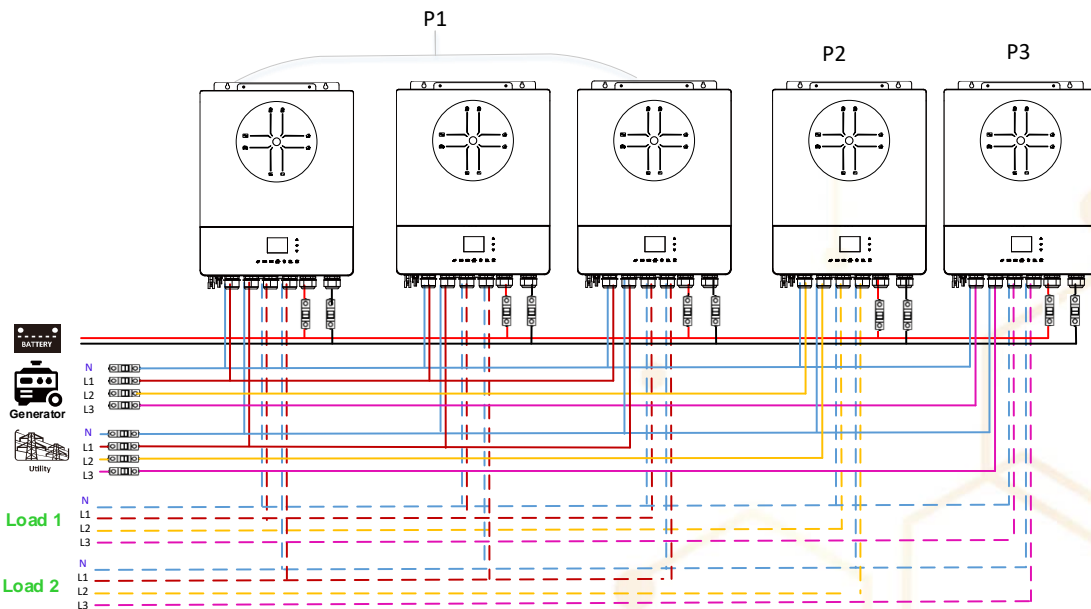 P1
P2
P3
BATTERY
N
L1
L2
L3
Generator
N
L1
L2
L3
Utility
N
L1
L2
L3
Load 1
N
L1
L2
L3
Load 2